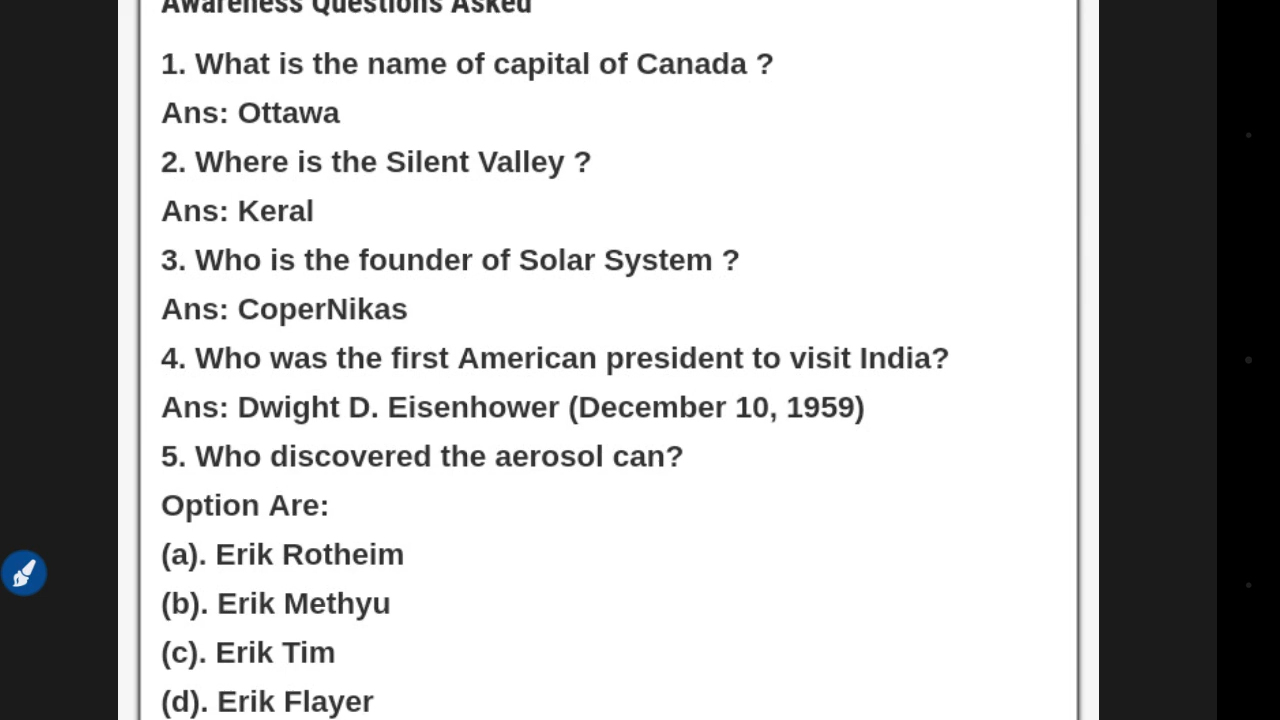 Awareness Questions Asked
1. What is the name of capital of Canada ?
Ans: Ottawa
2. Where is the Silent Valley ?
Ans: Keral
3. Who is the founder of Solar System ?
Ans: CoperNikas
4. Who was the first American president to visit India?
Ans: Dwight D. Eisenhower (December 10, 1959)
5. Who discovered the aerosol can?
Option Are:
(a). Erik Rotheim
(b). Erik Methyu
(c). Erik Tim
(d). Erik Flayer